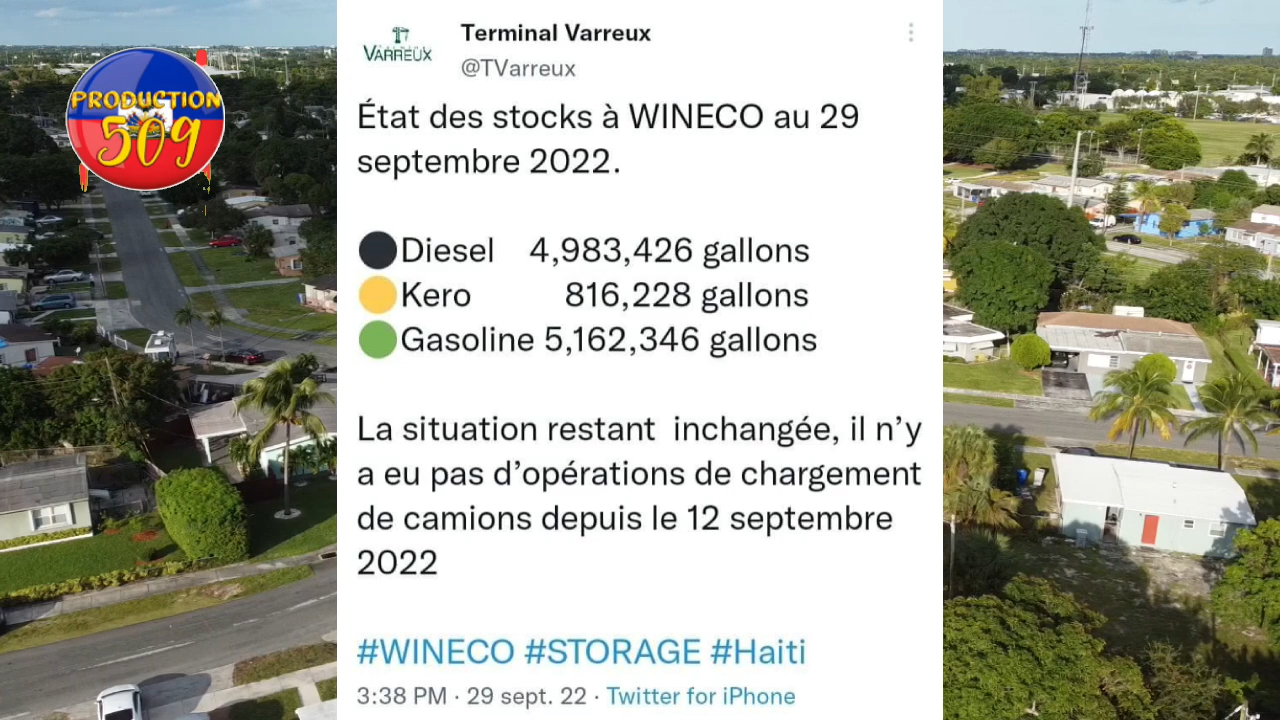 PRODUCTION
509
VARREUX
Terminal Varreux
@TVarreux
État des stocks à WINECO au 29
septembre 2022.
Diesel 4,983,426 gallons
Kero 816,228 gallons
Gasoline 5,162,346 gallons
La situation restant inchangée, il n’y
a eu pas d’opérations de chargement
de camions depuis le 12 septembre
2022
#WINECO #STORAGE #Haiti
3:38 PM · 29 sept. 22 · Twitter for iPhone